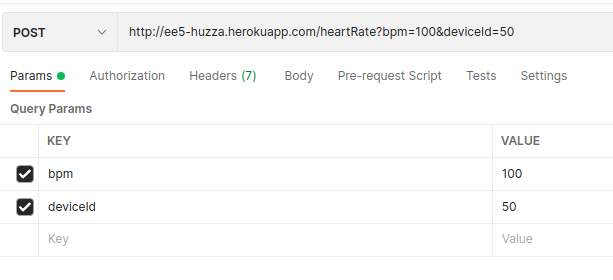 POST http://ee5-huzza.herokuapp.com/heartRate?bpm=100&deviceId=50
Params Authorization Headers (7) Body Pre-request Script Tests Settings
Query Params
KEY VALUE
bpm 100
deviceId 50
Key Value